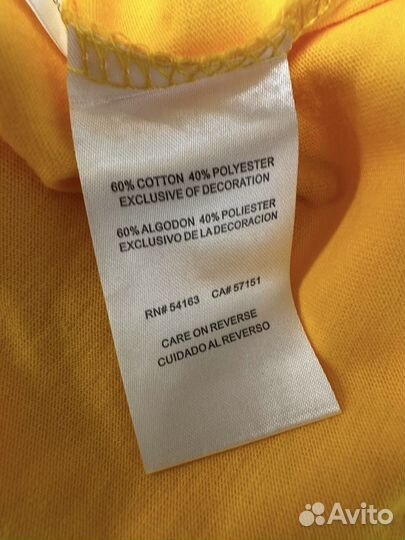 60% COTTON 40% POLYESTER
EXCLUSIVE OF DECORATION
60% ALGODON 40% POLIESTER
EXCLUSIVO DE LA DECORACION
RN# 54163 CA# 57151
CARE ON REVERSE
CUIDADO AL REVERSO
Avito